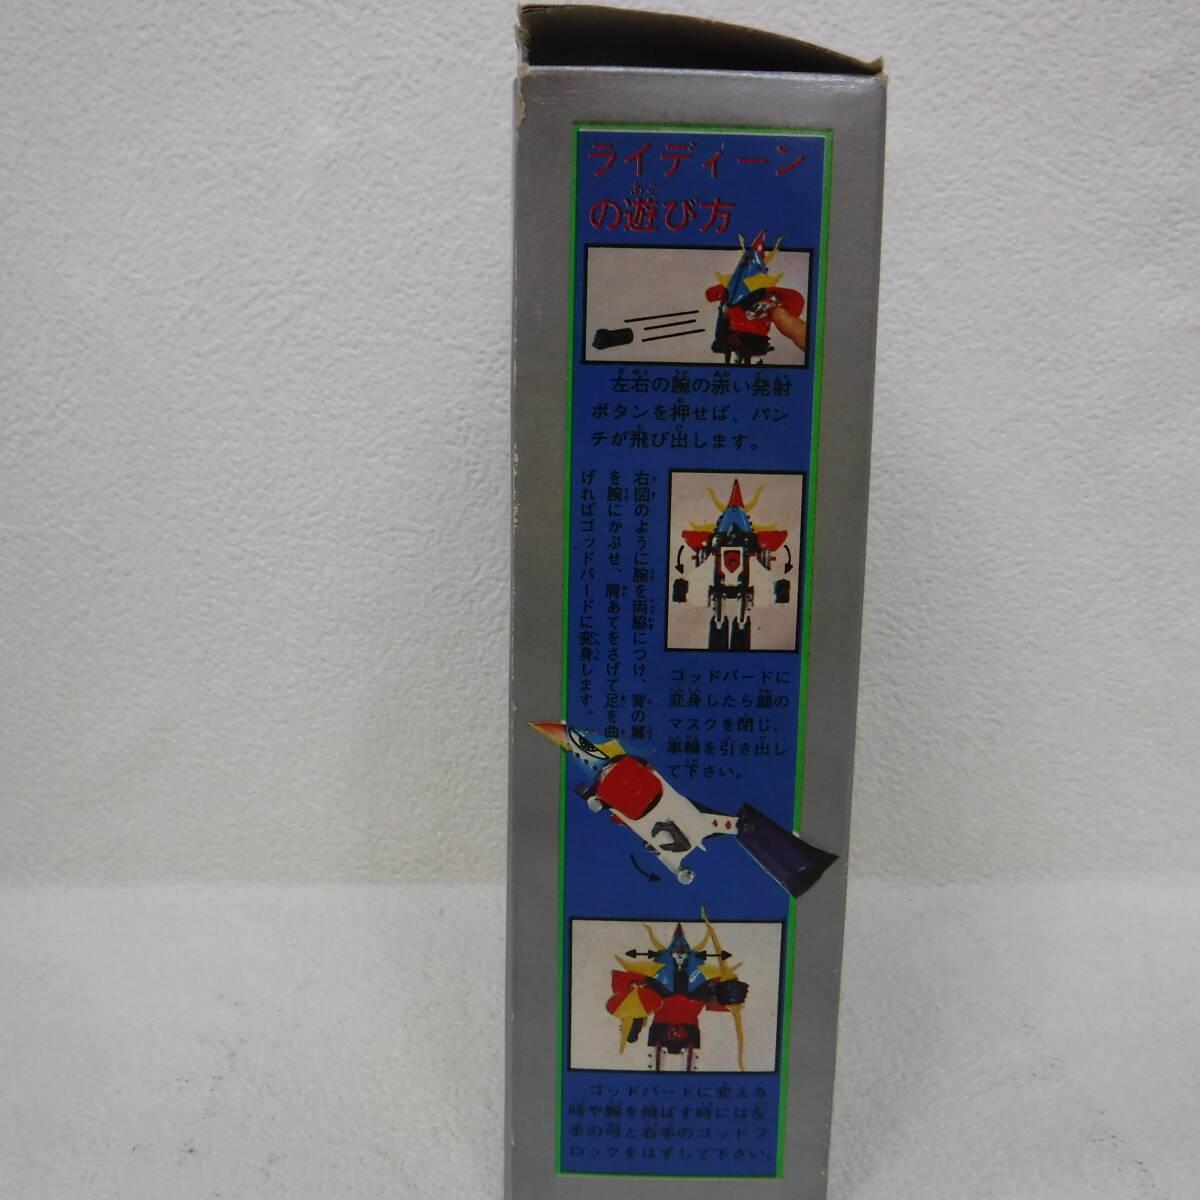 ライディーン
の遊び方
左右の腕の赤い発射
ボタンを押せば、パン
チが飛び出します。
右図のように腕を両脇につけ、背の翼
を腕にかぶせ、肩あてをさげて足を曲
げればゴッドバードに変身します。
ゴッドバードに
変身したら顔の
マスクを閉じ、
車輪を引き出し
て下さい。
ゴッドバードに変える
時や腕を飛ばす時には左
手の弓と右手のゴッドブ
ロックをはずして下さい。